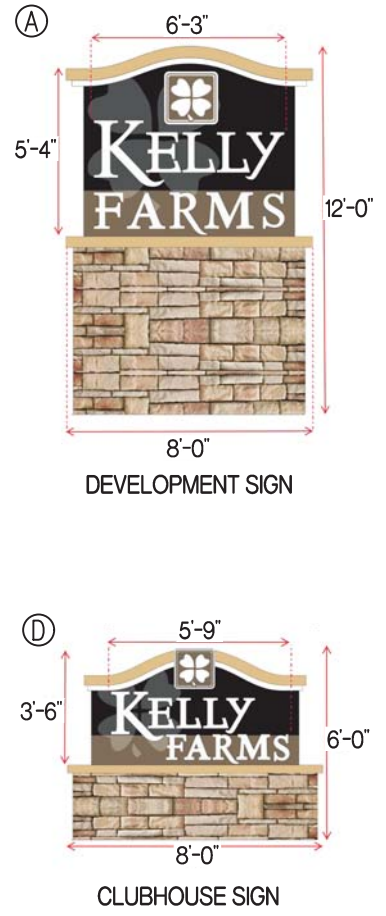 Ⓐ
6'-3"
5'-4"
KELLY
FARMS
12'-0"
8'-0"
DEVELOPMENT SIGN
Ⓓ
5'-9"
3'-6"
KELLY
FARMS
6'-0"
8'-0"
CLUBHOUSE SIGN